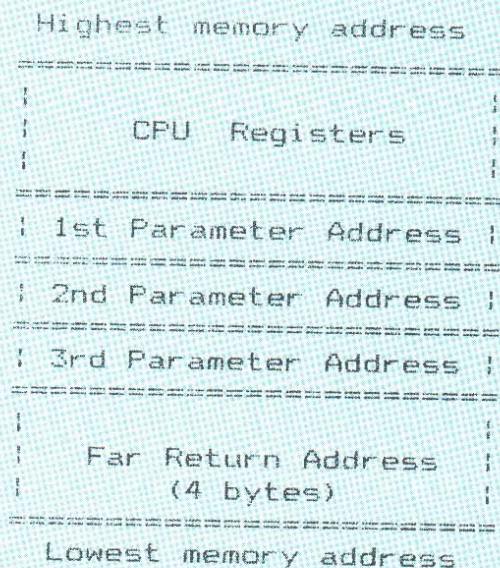 Highest memory address
CPU Registers
1st Parameter Address
2nd Parameter Address
3rd Parameter Address
Far Return Address
(4 bytes)
Lowest memory address